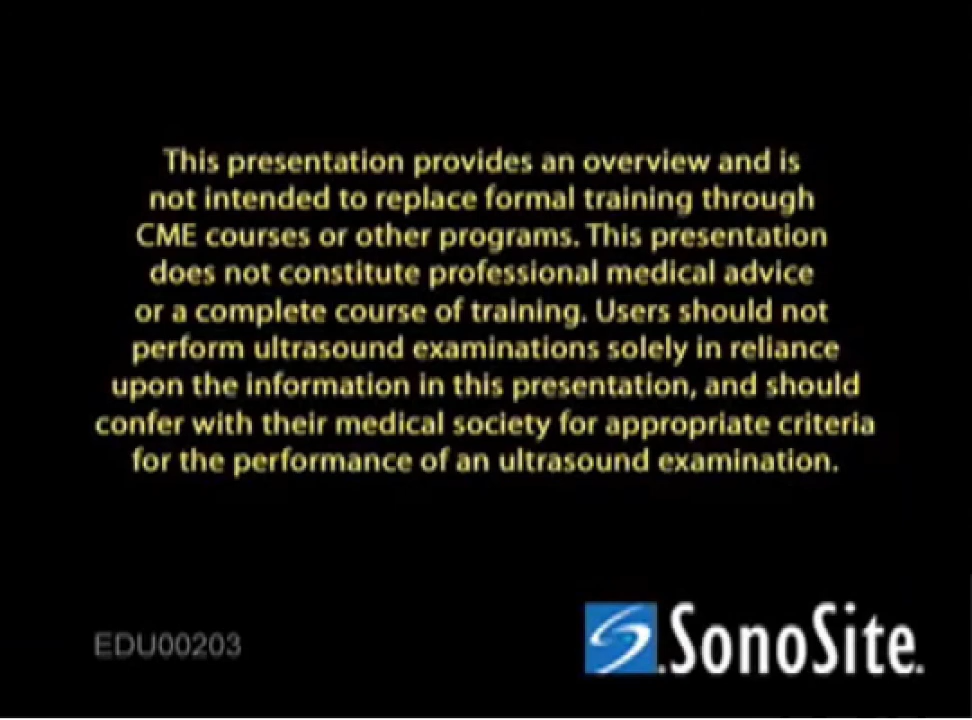 This presentation provides an overview and is
not intended to replace formal training through
CME courses or other programs. This presentation
does not constitute professional medical advice
or a complete course of training. Users should not
perform ultrasound examinations solely in reliance
upon the information in this presentation, and should
confer with their medical society for appropriate criteria
for the performance of an ultrasound examination.
EDU00203
SonoSite.